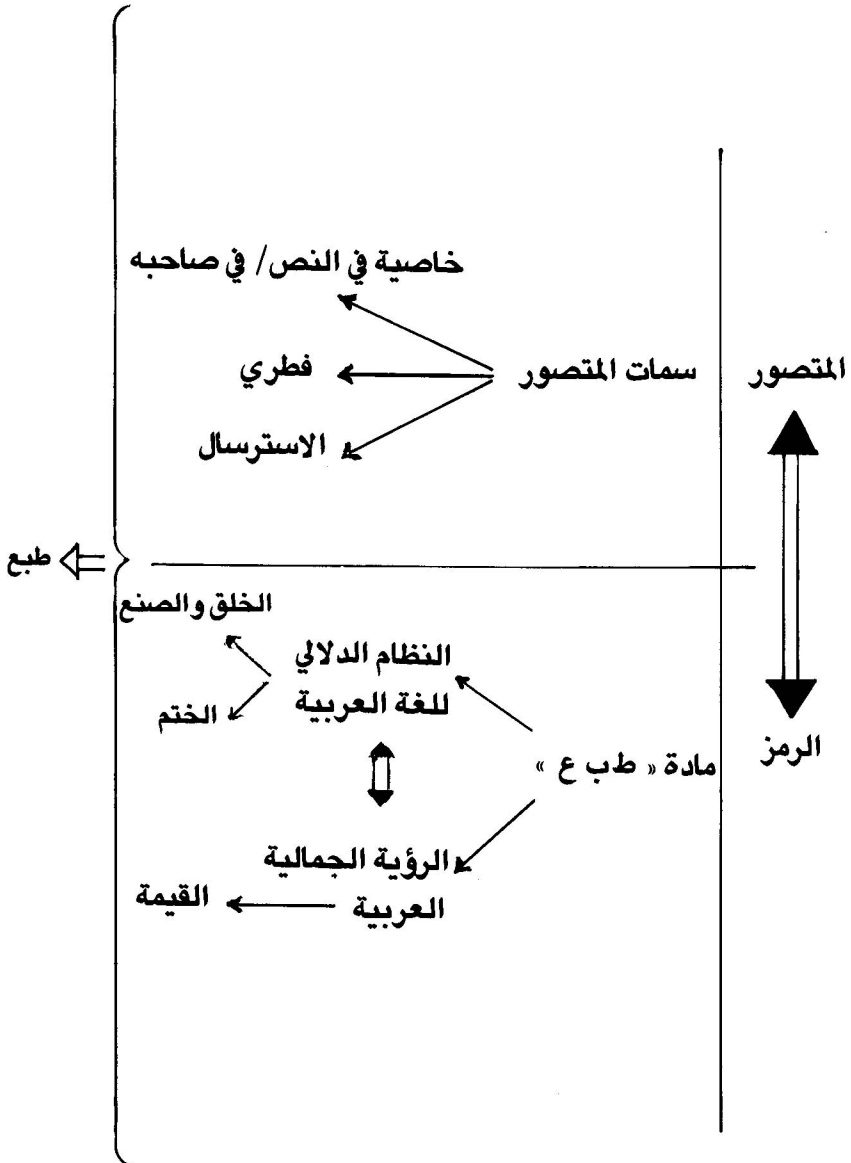 خاصية في النص / في صاحبه
المتصور
سمات المتصور
فطري
الاسترسال
طبع
الخلق والصنع
النظام الدلالي
للغة العربية
الختم
الرمز
مادة « ط ب ع »
الرؤية الجمالية
العربية
القيمة